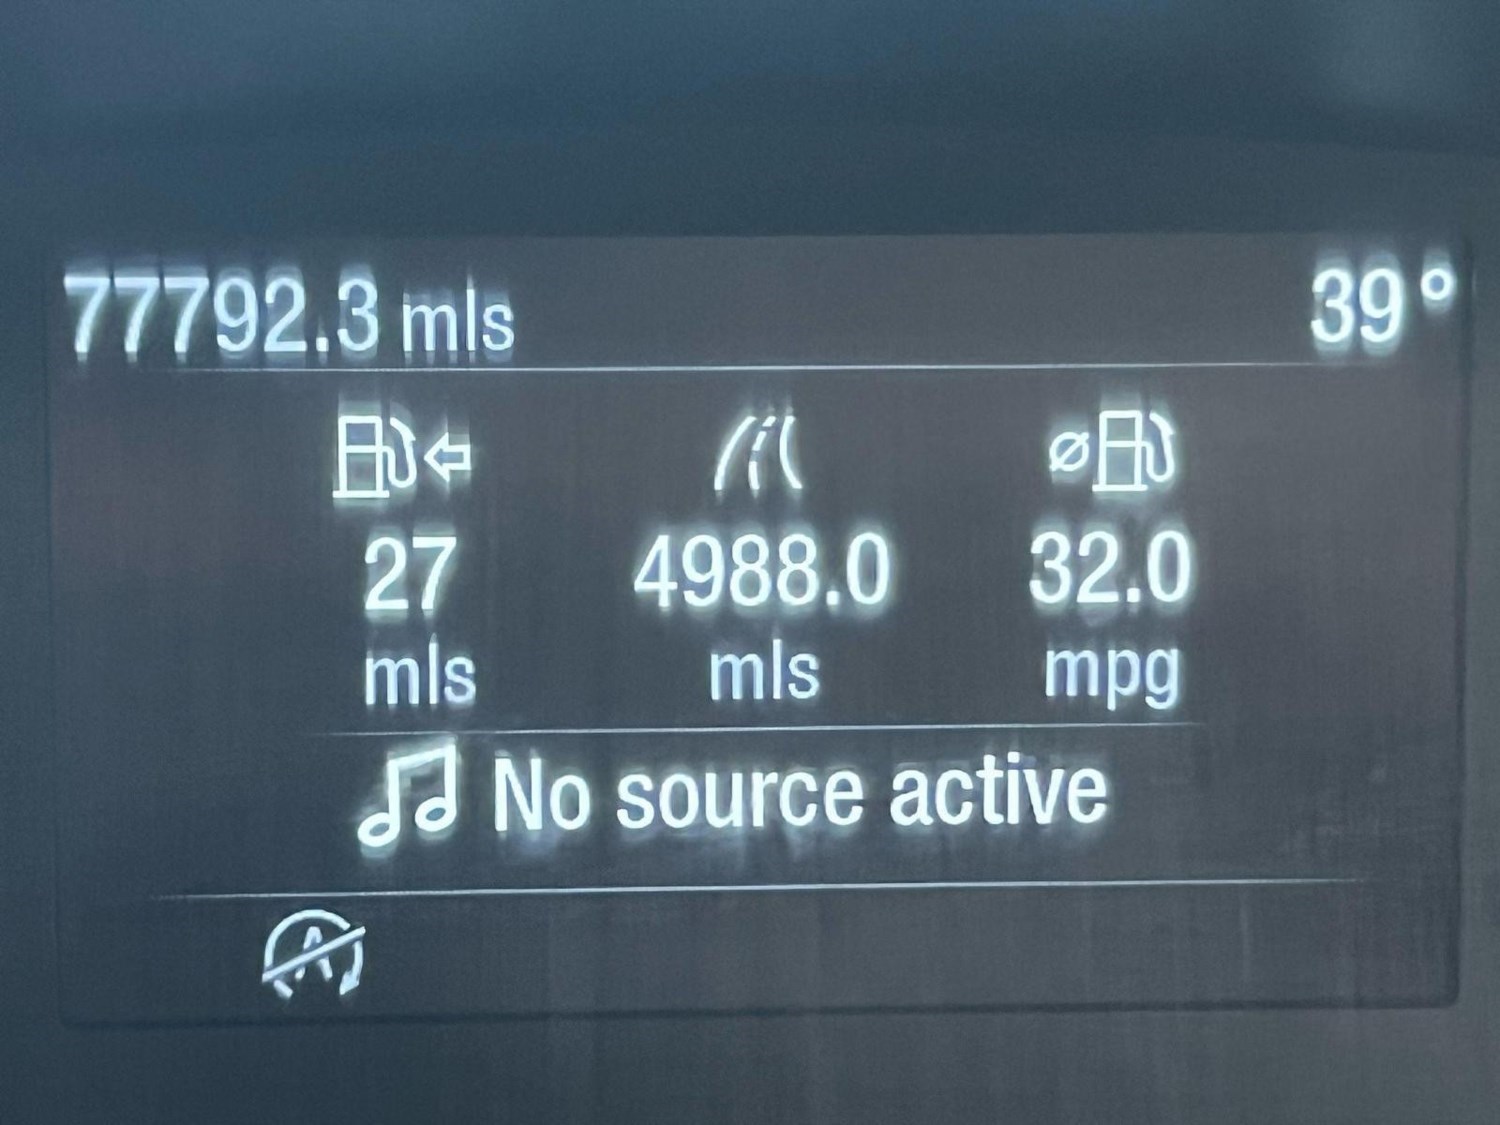 77792.3 mls 39°
27 4988.0 32.0
mls mls mpg
No source active
A